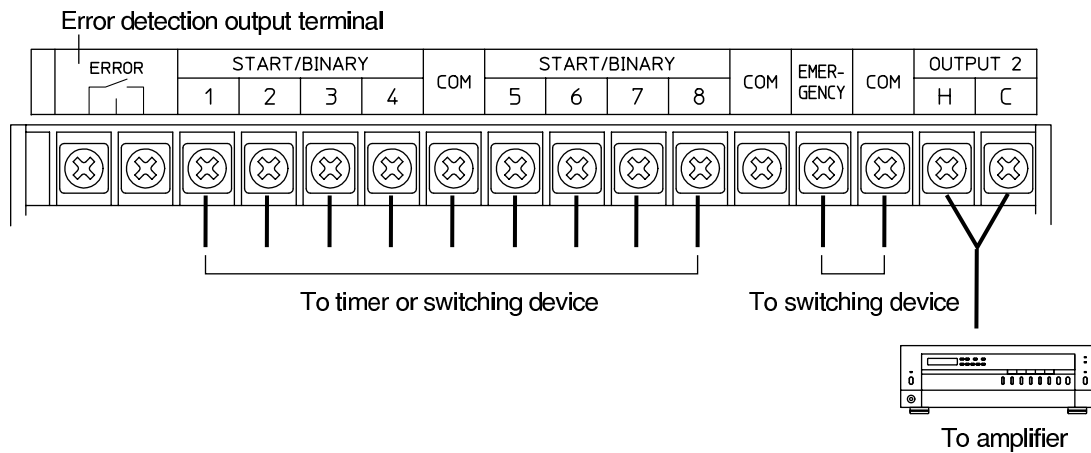 Error detection output terminal
ERROR
START/BINARY
COM
START/BINARY
COM
EMER-
GENCY
COM
OUTPUT 2
1 2 3 4 5 6 7 8 H C
To timer or switching device
To switching device
To amplifier